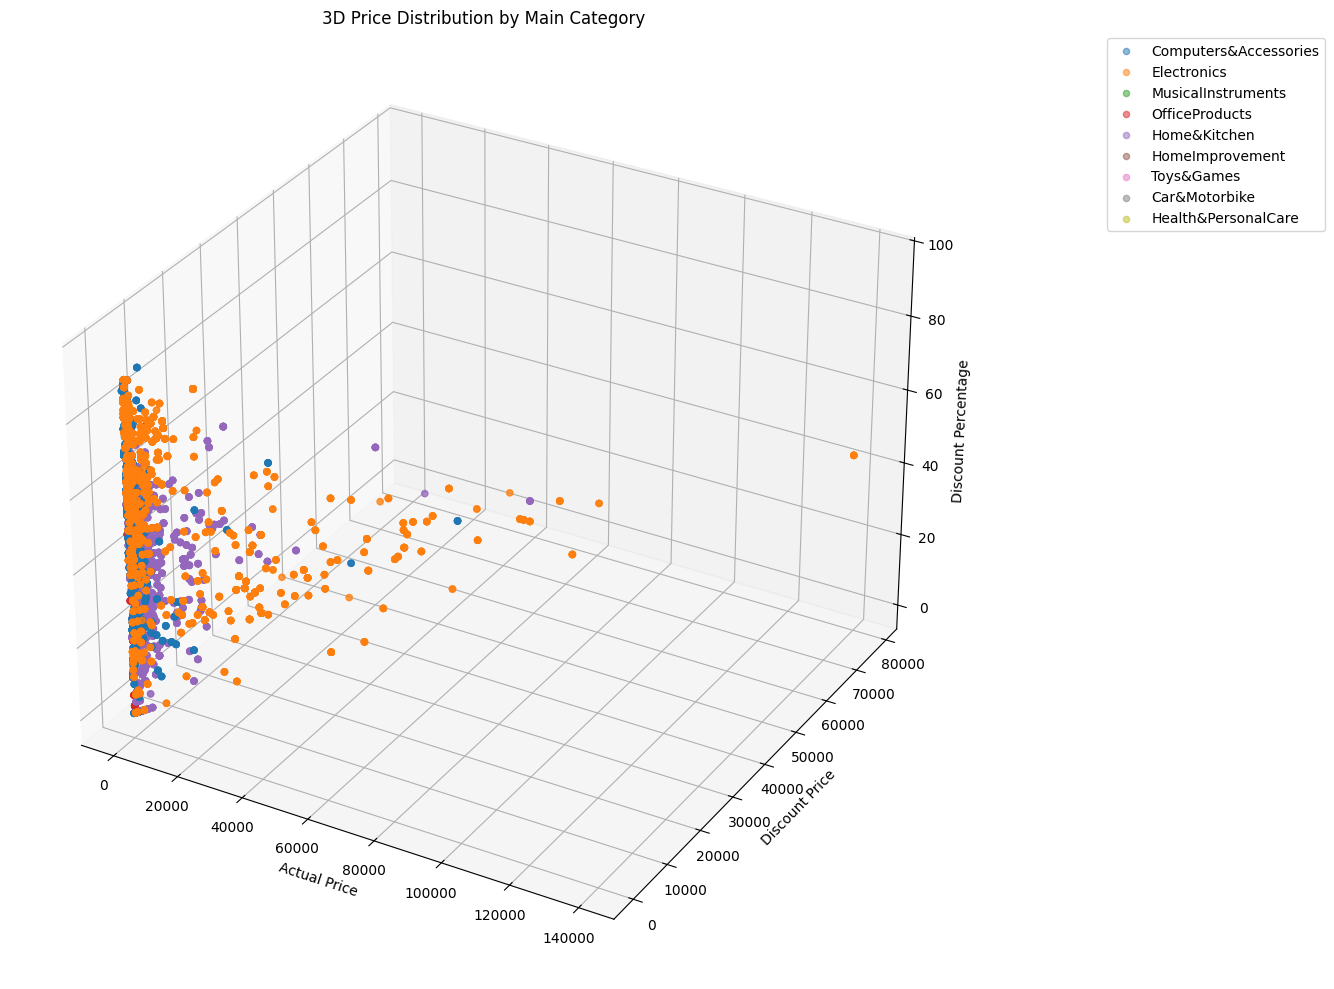 3D Price Distribution by Main Category
Computers&Accessories
Electronics
MusicalInstruments
OfficeProducts
Home&Kitchen
HomeImprovement
Toys&Games
Car&Motorbike
Health&PersonalCare
100
80
60
40
20
0
Discount Percentage
80000
70000
60000
50000
40000
30000
20000
10000
0
Discount Price
0
20000
40000
60000
80000
100000
120000
140000
Actual Price